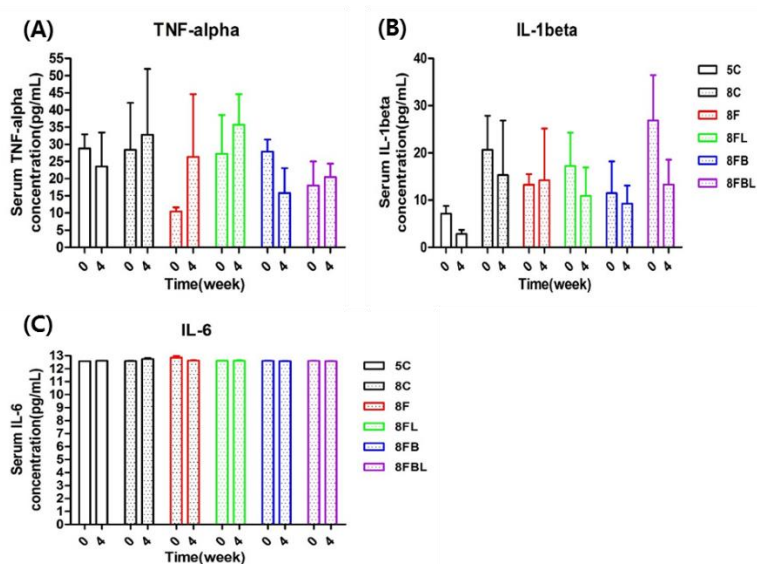 (A)
TNF-alpha
Serum TNF-alpha
concentration(pg/mL)
55
50
45
40
35
30
25
20
15
10
5
0
0 4 0 4 0 4 0 4 0 4 0 4
Time(week)
(B)
IL-1beta
Serum IL-1beta
concentration(pg/mL)
40
30
20
10
0
0 4 0 4 0 4 0 4 0 4 0 4
Time(week)
5C
8C
8F
8FL
8FB
8FBL
(C)
IL-6
Serum IL-6
concentration(pg/mL)
13
12
11
10
9
8
7
6
5
4
3
2
1
0
0 4 0 4 0 4 0 4 0 4 0 4
Time(week)
5C
8C
8F
8FL
8FB
8FBL